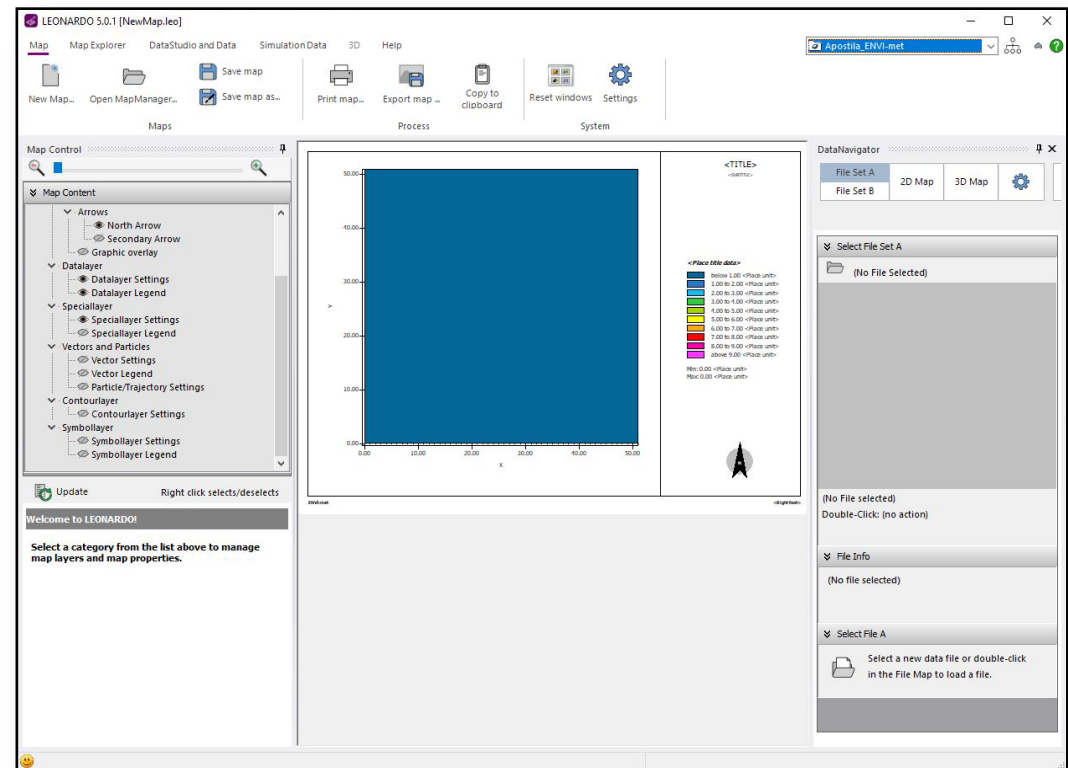 LEONARDO 5.0.1 [NewMap.leo]
Map Map Explorer DataStudio and Data Simulation Data 3D Help
Apostila_ENVI-met
New Map...
Open MapManager...
Save map
Save map as...
Maps
Print map...
Export map ...
Copy to
clipboard
Process
Reset windows
Settings
System
Map Control
Map Content
Arrows
North Arrow
Secondary Arrow
Graphic overlay
Datalayer
Datalayer Settings
Datalayer Legend
Speciallayer
Speciallayer Settings
Speciallayer Legend
Vectors and Particles
Vector Settings
Vector Legend
Particle/Trajectory Settings
Contourlayer
Contourlayer Settings
Symbollayer
Symbollayer Settings
Symbollayer Legend
Update Right click selects/deselects
Welcome to LEONARDO!
Select a category from the list above to manage
map layers and map properties.
50.00
40.00
30.00
Y
20.00
10.00
0.00
0.00 10.00 20.00 30.00 40.00 50.00
X
<TITLE>
<SUBTITLE>
<Place title data>
below 1.00 <Place unit>
1.00 to 2.00 <Place unit>
2.00 to 3.00 <Place unit>
3.00 to 4.00 <Place unit>
4.00 to 5.00 <Place unit>
5.00 to 6.00 <Place unit>
6.00 to 7.00 <Place unit>
7.00 to 8.00 <Place unit>
8.00 to 9.00 <Place unit>
above 9.00 <Place unit>
Min: 0.00 <Place unit>
Max: 0.00 <Place unit>
ENVI-met <Right foot>
DataNavigator
File Set A
File Set B
2D Map
3D Map
Select File Set A
(No File Selected)
(No File selected)
Double-Click: (no action)
File Info
(No file selected)
Select File A
Select a new data file or double-click
in the File Map to load a file.